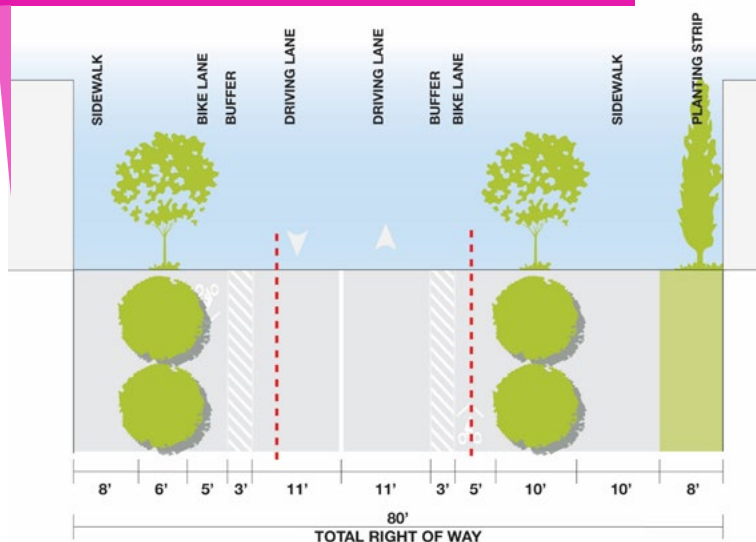 SIDEWALK
BIKE LANE
BUFFER
DRIVING LANE
DRIVING LANE
BUFFER
BIKE LANE
SIDEWALK
PLANTING STRIP
8' 6' 5' 3' 11' 11' 3' 5' 10' 10' 8'
80'
TOTAL RIGHT OF WAY